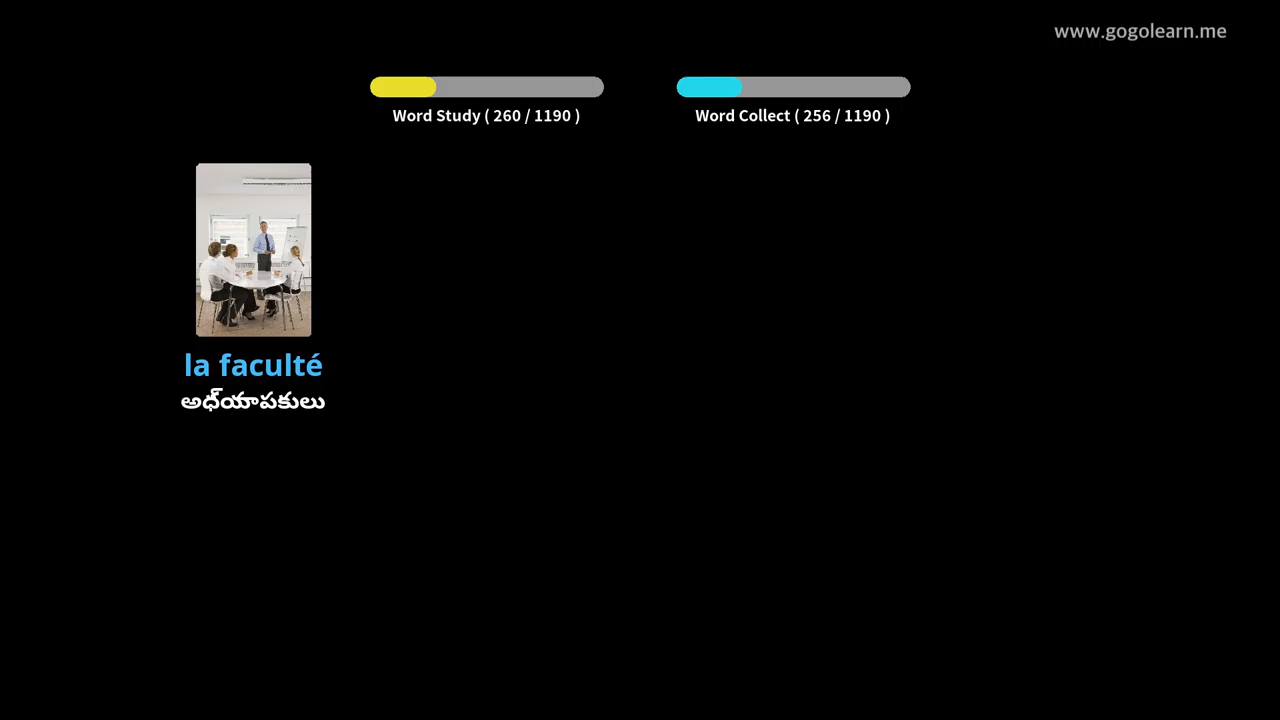 www.gogolearn.me
Word Study ( 260 / 1190 )
Word Collect ( 256 / 1190 )
la faculté
అధ్యాపకులు